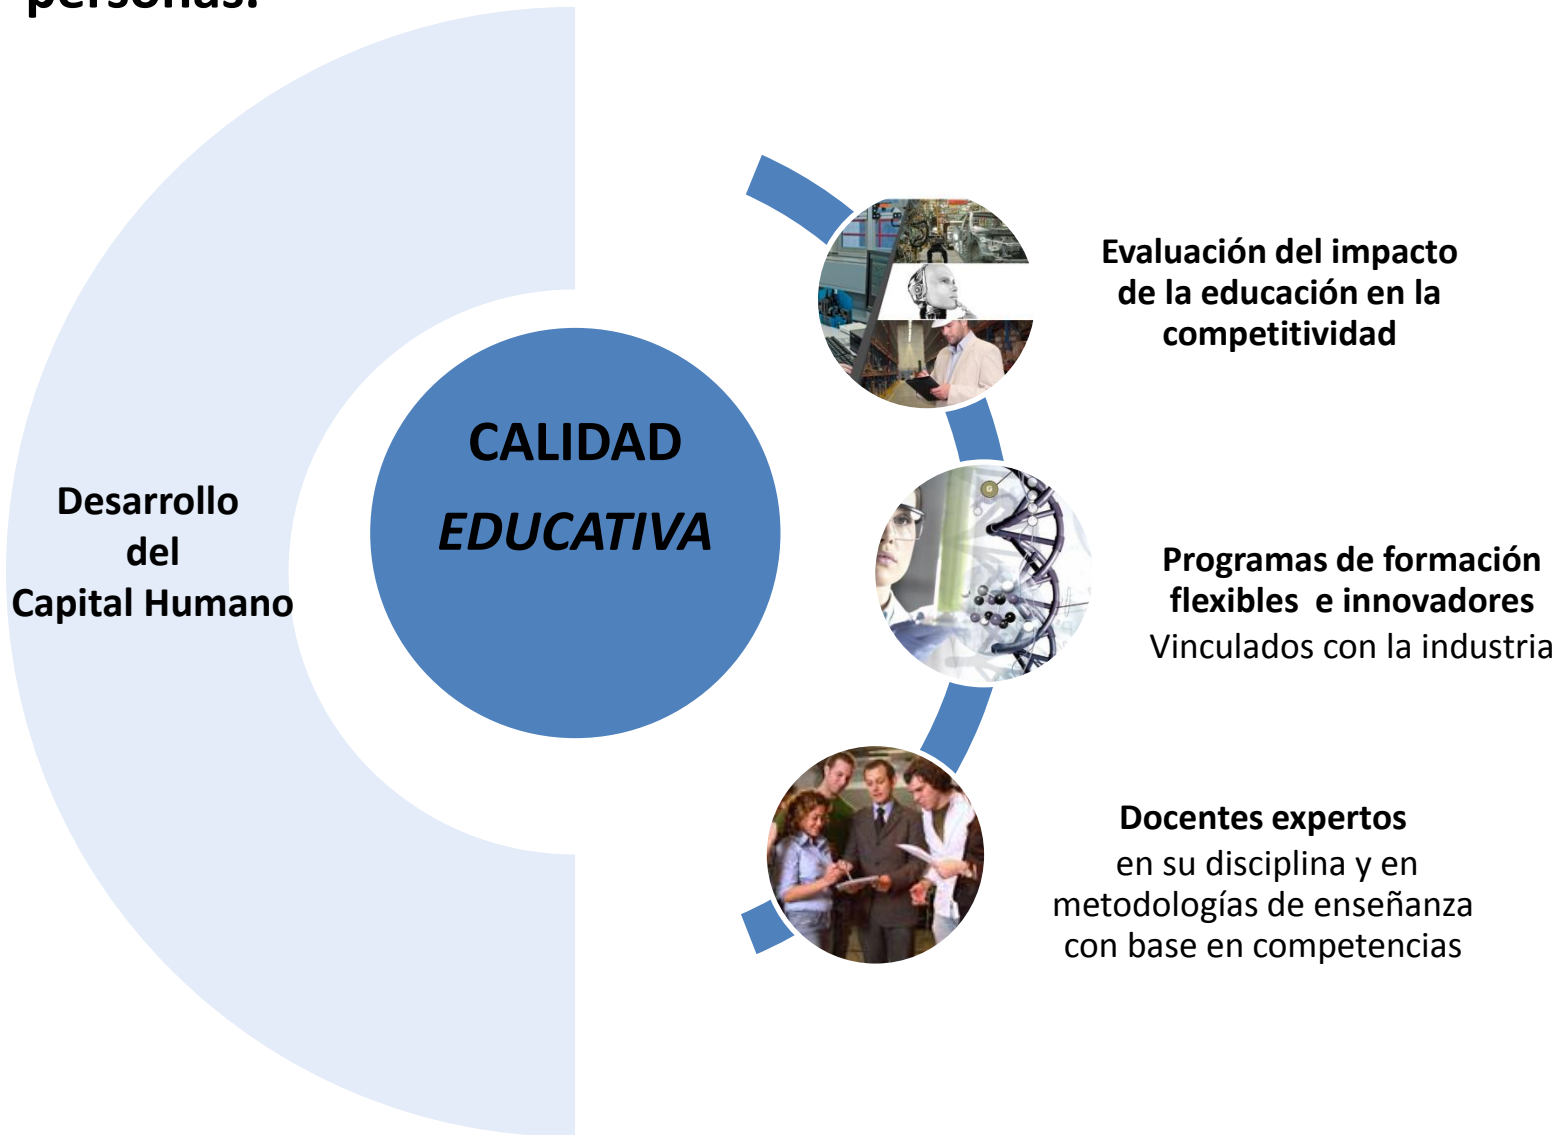 personas.
Desarrollo
del
Capital Humano
CALIDAD
EDUCATIVA
Evaluación del impacto
de la educación en la
competitividad
Programas de formación
flexibles e innovadores
Vinculados con la industria
Docentes expertos
en su disciplina y en
metodologías de enseñanza
con base en competencias